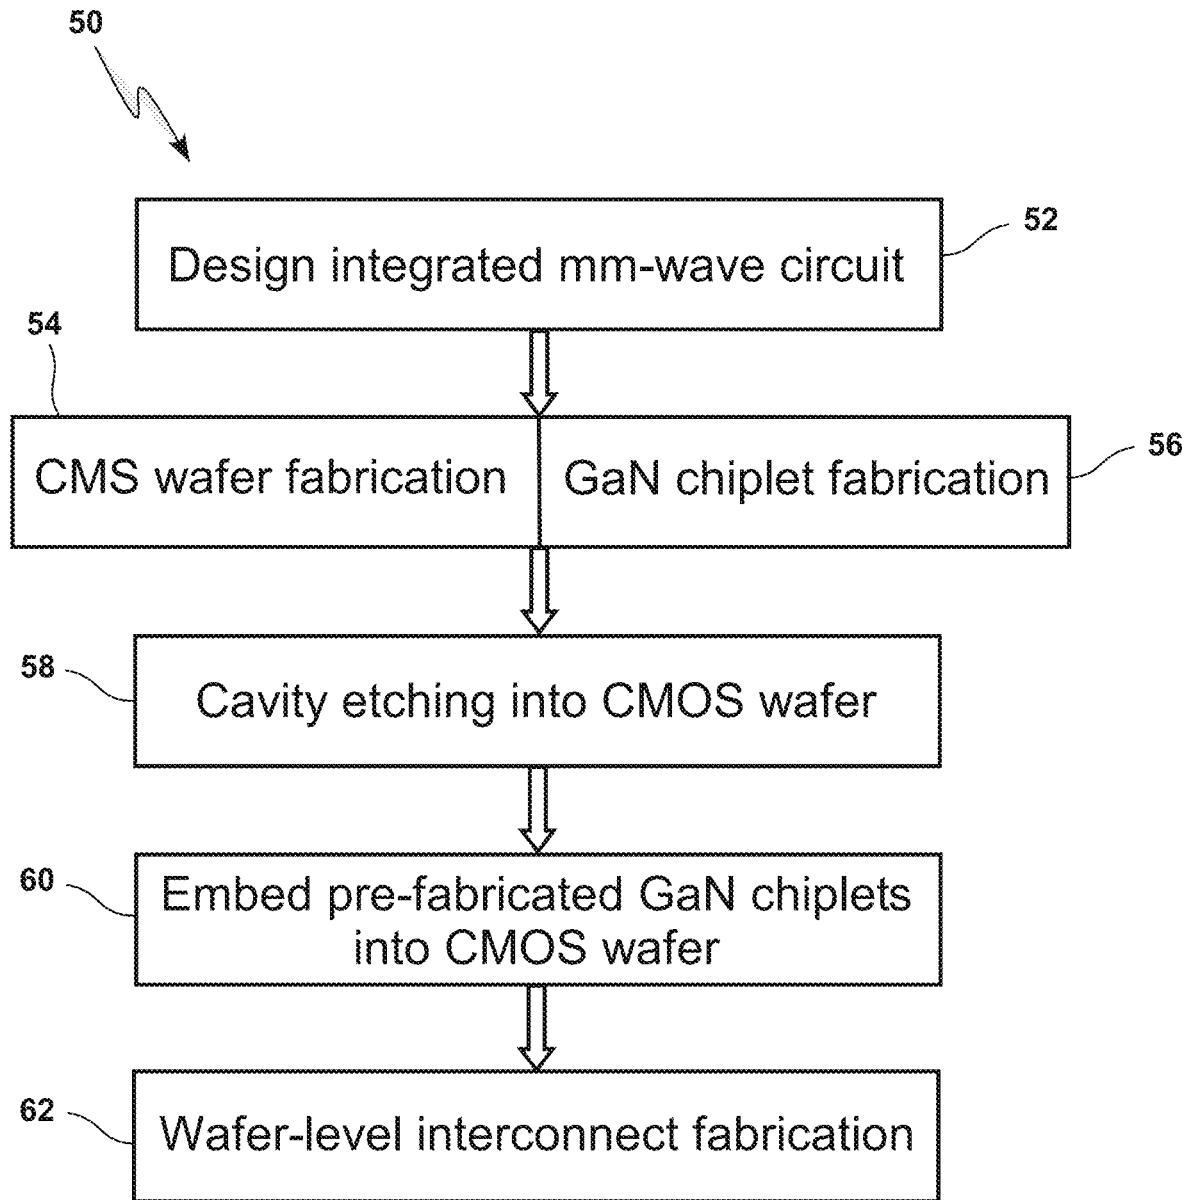 50
Design integrated mm-wave circuit
52
54
CMS wafer fabrication
GaN chiplet fabrication
56
58
Cavity etching into CMOS wafer
60
Embed pre-fabricated GaN chiplets
into CMOS wafer
62
Wafer-level interconnect fabrication